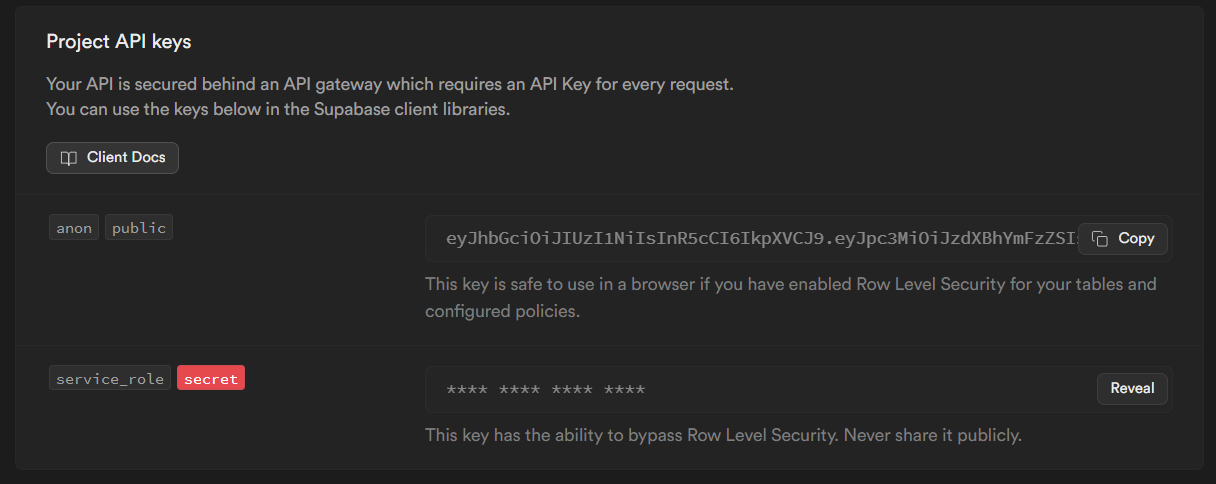 Project API keys
Your API is secured behind an API gateway which requires an API Key for every request.
You can use the keys below in the Supabase client libraries.
Client Docs
anon public
eyJhbGciOiJIUzI1NiIsInR5cCI6IkpXVCJ9.eyJpc3MiOiJzdXBhYmFzZSI Copy
This key is safe to use in a browser if you have enabled Row Level Security for your tables and
configured policies.
service_role secret
**** **** **** **** Reveal
This key has the ability to bypass Row Level Security. Never share it publicly.